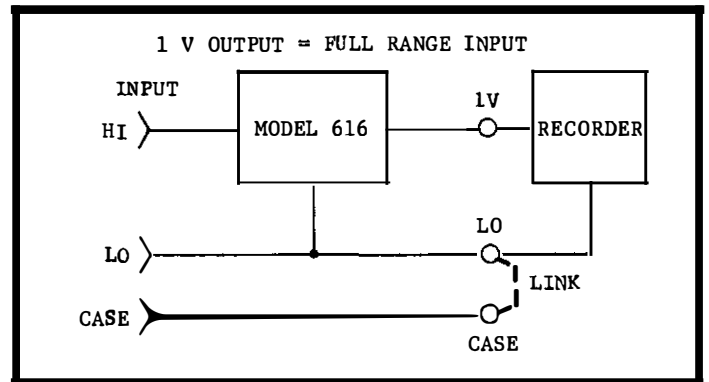 1 V OUTPUT = FULL RANGE INPUT
INPUT
HI
MODEL 616
1V
RECORDER
LO
LO
LINK
CASE
CASE